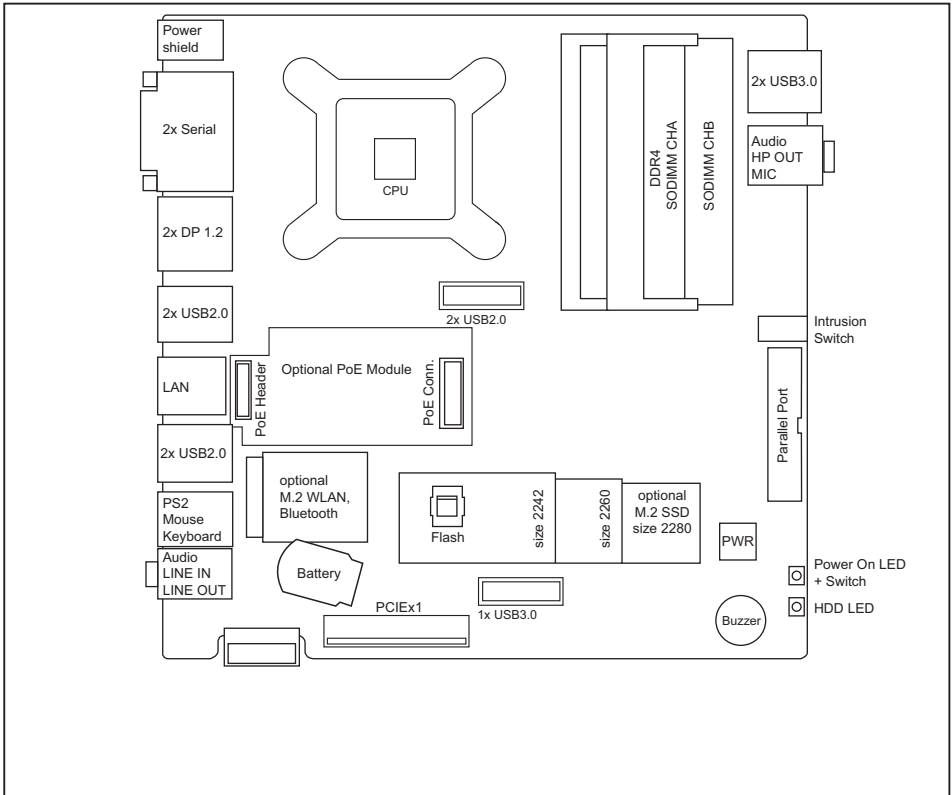 Power
shield
2x Serial
2x DP 1.2
2x USB2.0
LAN
2x USB2.0
PS2
Mouse
Keyboard
Audio
LINE IN
LINE OUT
CPU
DDR4
SODIMM CHA
SODIMM CHB
2x USB3.0
Audio
HP OUT
MIC
2x USB2.0
Intrusion
Switch
Parallel Port
Optional PoE Module
PoE Header
PoE Conn.
optional
M.2 WLAN,
Bluetooth
Battery
Flash
size 2242
size 2260
optional
M.2 SSD
size 2280
PWR
Power On LED
+ Switch
HDD LED
Buzzer
1x USB3.0
PCIEx1